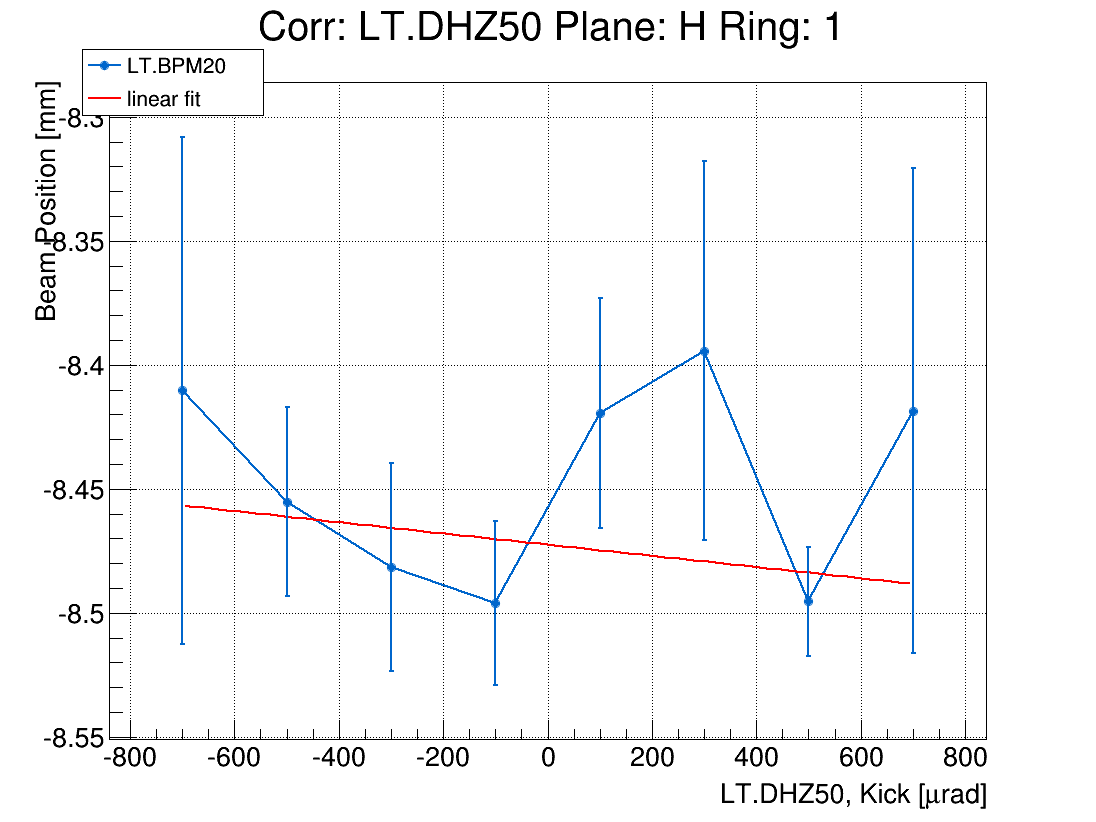 Corr: LT.DHZ50 Plane: H Ring: 1
LT.BPM20
linear fit
Beam Position [mm]
-8.3
-8.35
-8.4
-8.45
-8.5
-8.55
-800 -600 -400 -200 0 200 400 600 800
LT.DHZ50, Kick [μrad]